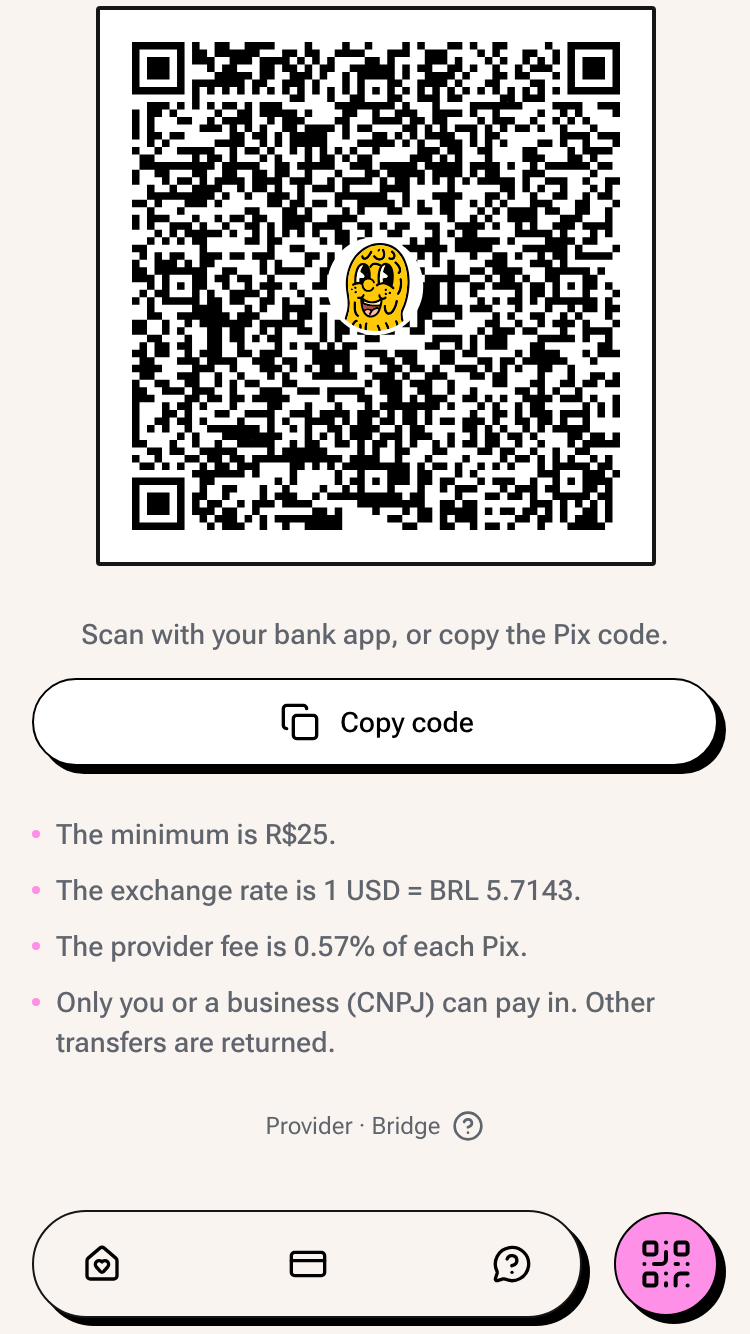 Scan with your bank app, or copy the Pix code.
Copy code
• The minimum is R$25.
• The exchange rate is 1 USD = BRL 5.7143.
• The provider fee is 0.57% of each Pix.
• Only you or a business (CNPJ) can pay in. Other
transfers are returned.
Provider · Bridge